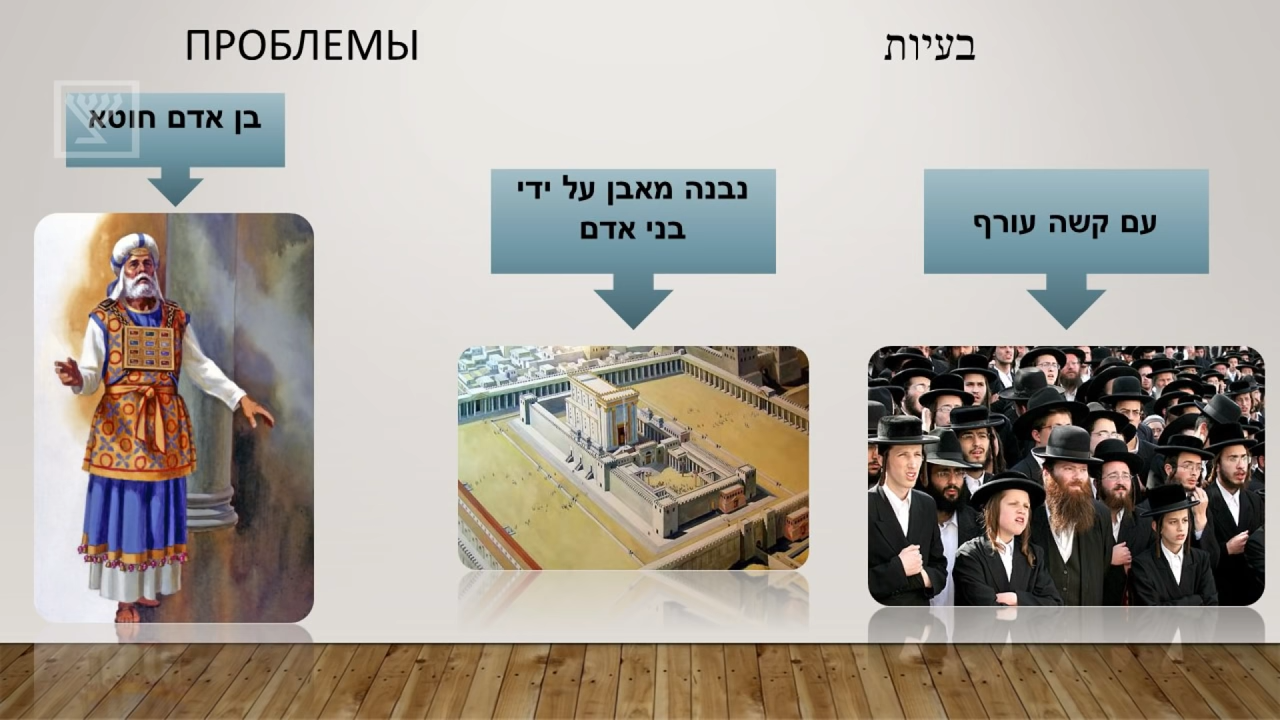 ПРОБЛЕМЫ
בעיות
בן אדם חוטא
נבנה מאבן על ידי
בני אדם
עם קשה עורף